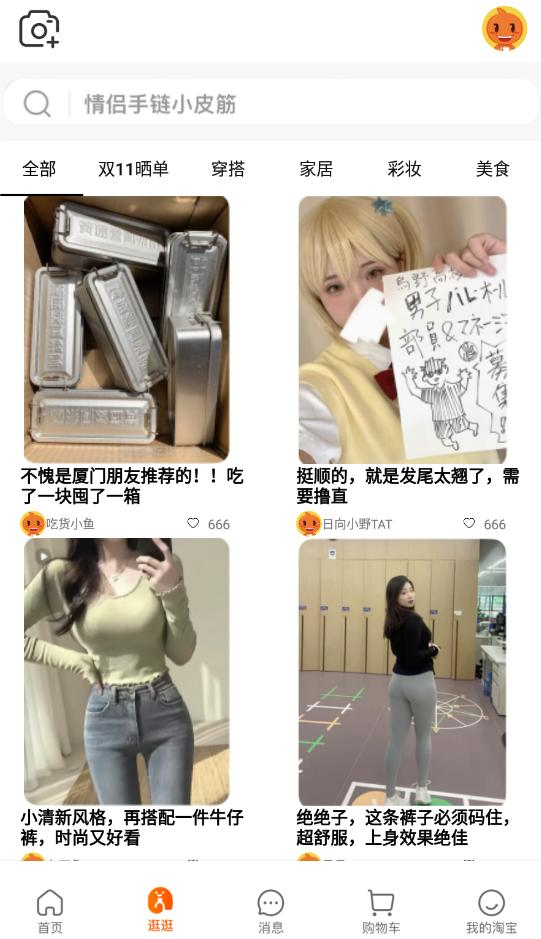 情侣手链小皮筋
全部
双11晒单
穿搭
家居
彩妆
美食
鳥野高校
男子バレーボール
部員&マネージ
募
集
不愧是厦门朋友推荐的！！吃
了一块囤了一箱
挺顺的，就是发尾太翘了，需
要撸直
吃货小鱼
666
日向小野TAT
666
小清新风格，再搭配一件牛仔
裤，时尚又好看
绝绝子，这条裤子必须码住，
超舒服，上身效果绝佳
首页
逛逛
消息
购物车
我的淘宝